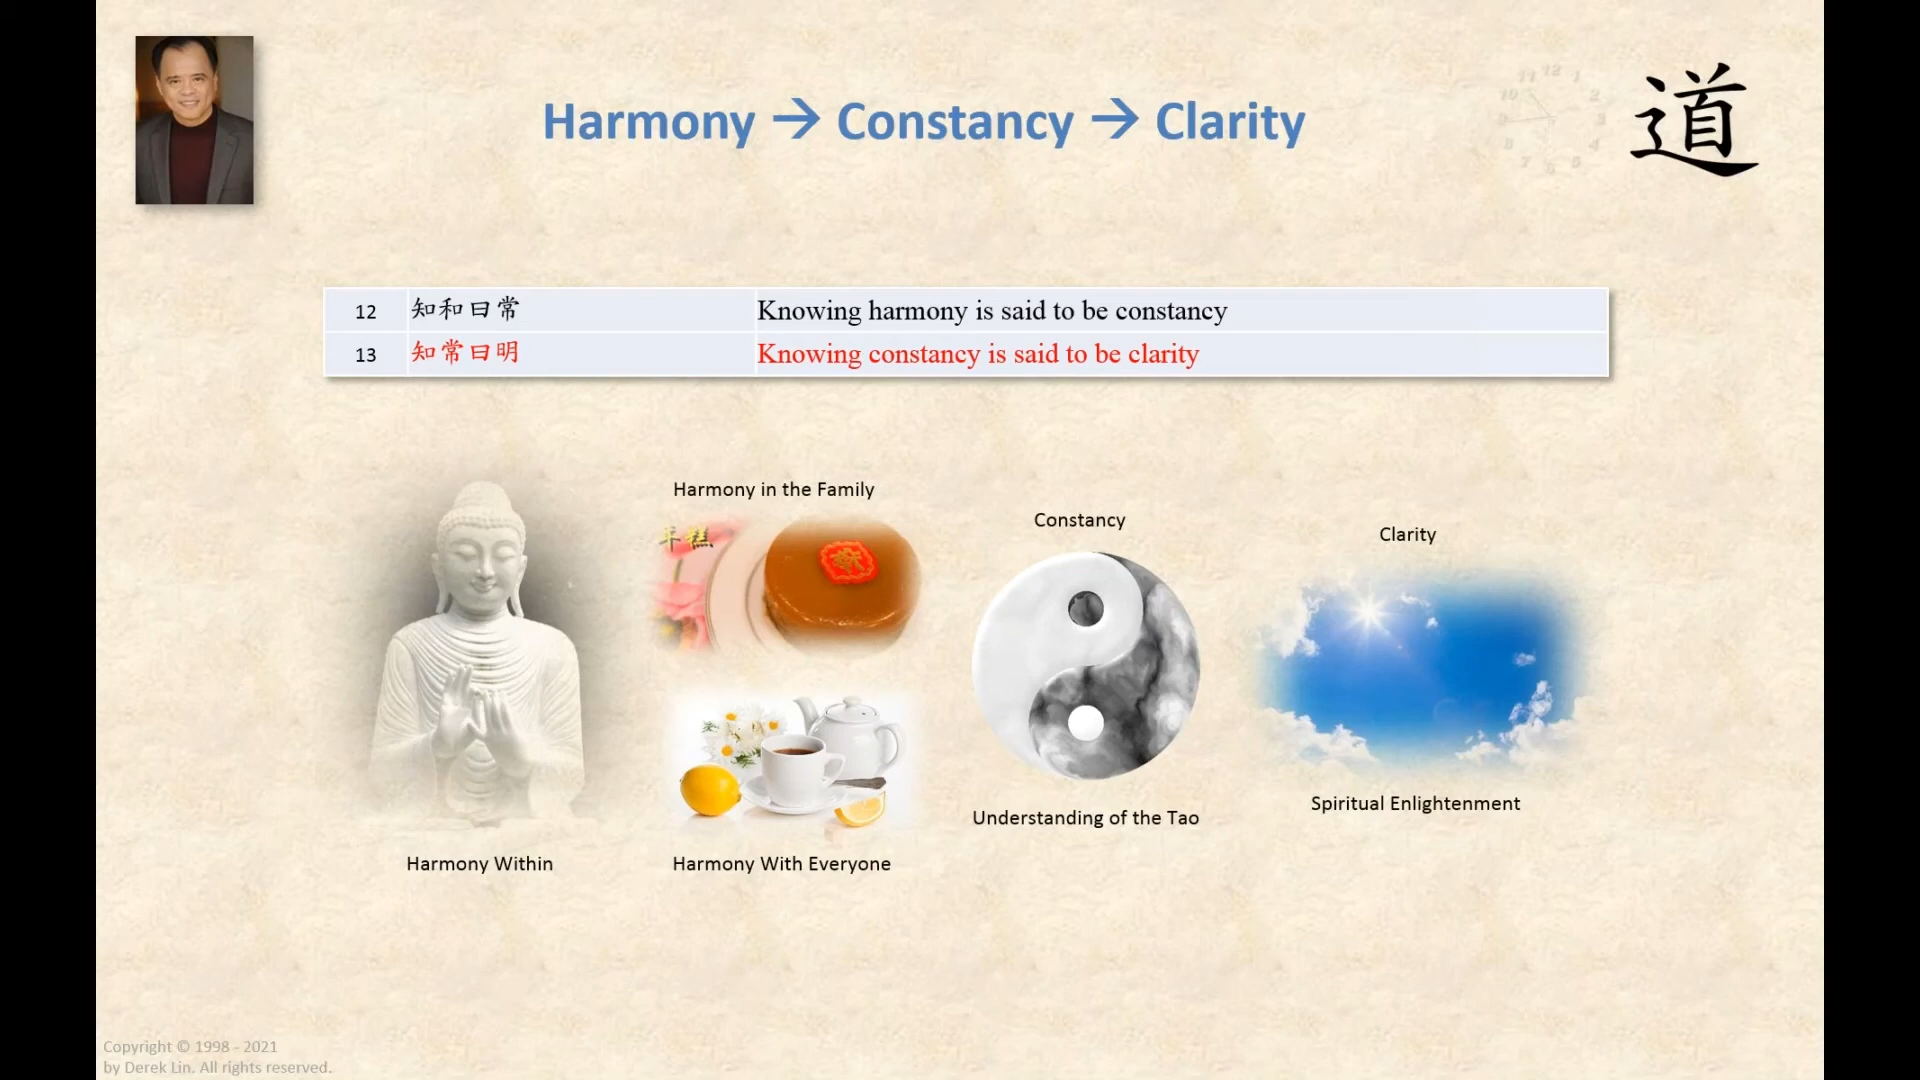 Harmony → Constancy → Clarity
道
12 知和曰常 Knowing harmony is said to be constancy
13 知常曰明 Knowing constancy is said to be clarity
Harmony in the Family
年糕
Constancy
Clarity
Understanding of the Tao
Spiritual Enlightenment
Harmony Within
Harmony With Everyone
Copyright © 1998 - 2021
by Derek Lin. All rights reserved.